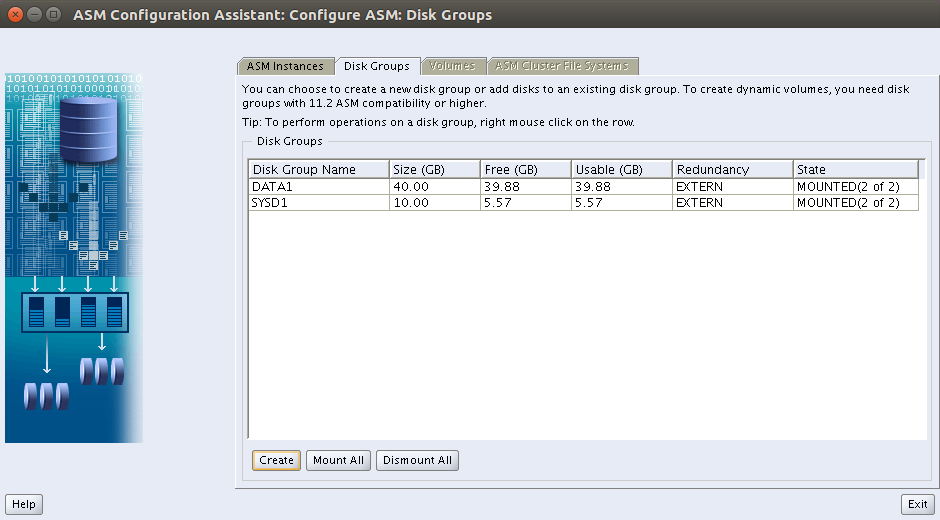 ASM Configuration Assistant: Configure ASM: Disk Groups
ASM Instances Disk Groups Volumes ASM Cluster File Systems
You can choose to create a new disk group or add disks to an existing disk group. To create dynamic volumes, you need disk
groups with 11.2 ASM compatibility or higher.
Tip: To perform operations on a disk group, right mouse click on the row.
Disk Groups
Disk Group Name Size (GB) Free (GB) Usable (GB) Redundancy State
DATA1 40.00 39.88 39.88 EXTERN MOUNTED(2 of 2)
SYSD1 10.00 5.57 5.57 EXTERN MOUNTED(2 of 2)
Create Mount All Dismount All
Help Exit